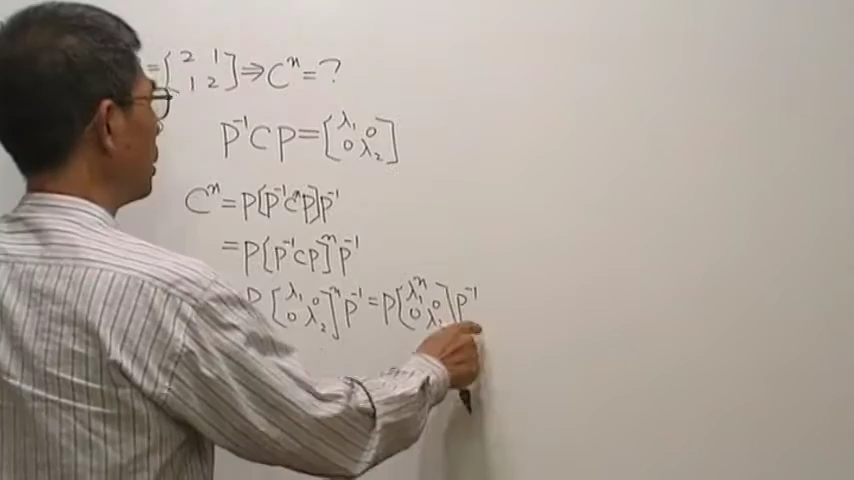 = [2 1 1 2] ⇒ Cⁿ = ?
P⁻¹CP = [λ₁ 0 0 λ₂]
Cⁿ = P[P⁻¹CⁿP]P⁻¹
= P[P⁻¹CP]ⁿP⁻¹
P[λ₁ 0 0 λ₂]ⁿP⁻¹ = P[λ₁ⁿ 0 0 λ]P⁻¹